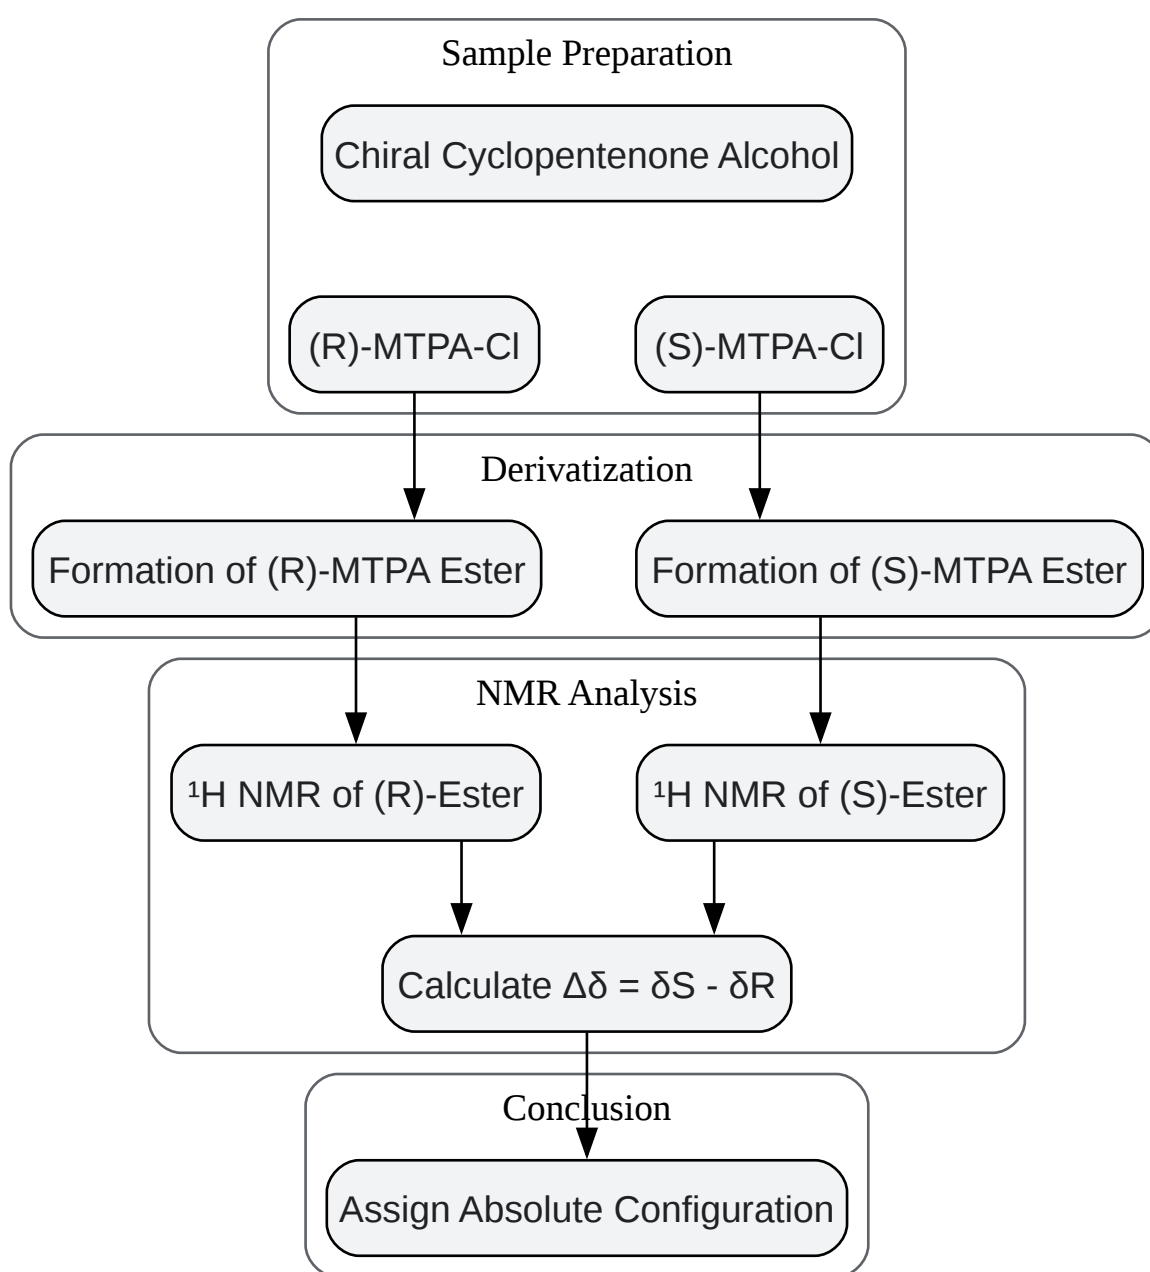 Sample Preparation
Chiral Cyclopentenone Alcohol
(R)-MTPA-Cl
(S)-MTPA-Cl
Derivatization
Formation of (R)-MTPA Ester
Formation of (S)-MTPA Ester
NMR Analysis
¹H NMR of (R)-Ester
¹H NMR of (S)-Ester
Calculate Δδ = δS - δR
Conclusion
Assign Absolute Configuration